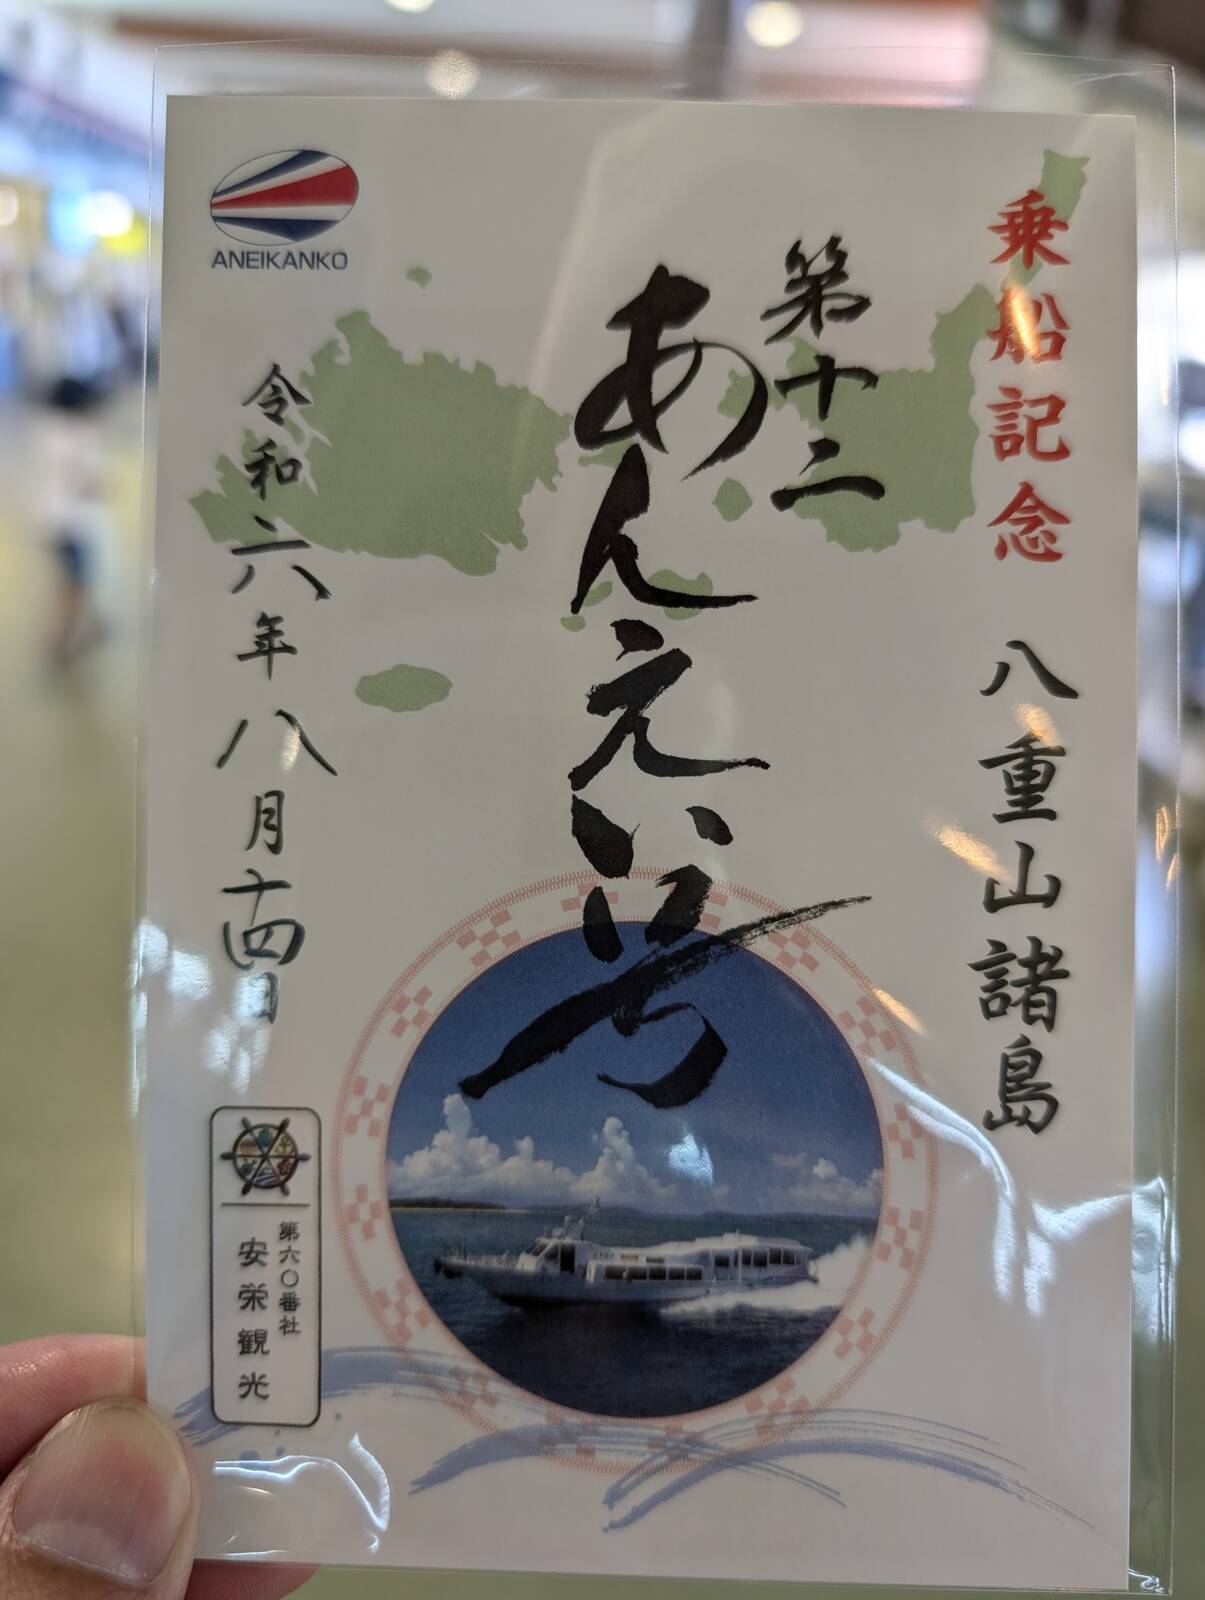 乗船記念 八重山諸島
第十二
あんえい号
ANEIKANKO
令和六年八月十四日
第六〇番社
安栄観光